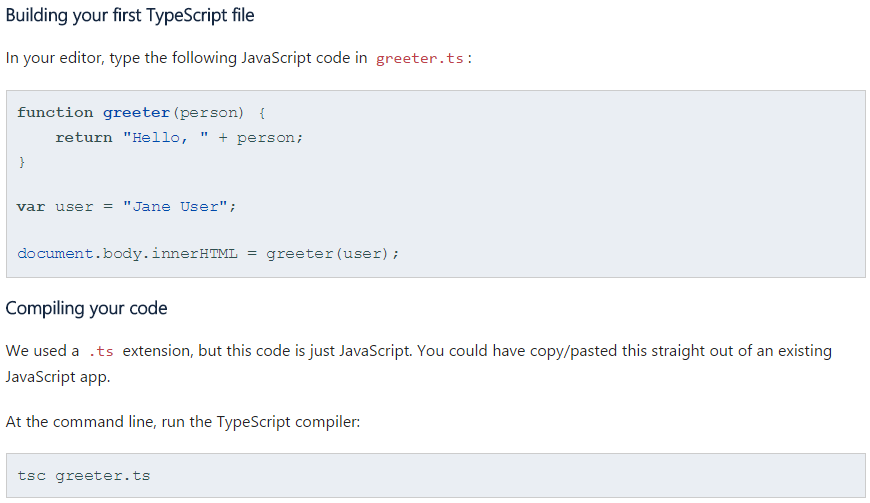 Building your first TypeScript file
In your editor, type the following JavaScript code in greeter.ts:
function greeter(person) {
    return "Hello, " + person;
}
var user = "Jane User";
document.body.innerHTML = greeter(user);
Compiling your code
We used a .ts extension, but this code is just JavaScript. You could have copy/pasted this straight out of an existing
JavaScript app.
At the command line, run the TypeScript compiler:
tsc greeter.ts